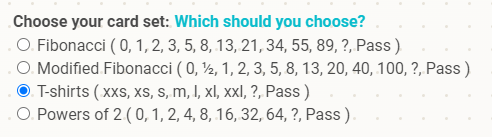 Choose your card set: Which should you choose?
Fibonacci ( 0, 1, 2, 3, 5, 8, 13, 21, 34, 55, 89, ?, Pass )
Modified Fibonacci ( 0, ½, 1, 2, 3, 5, 8, 13, 20, 40, 100, ?, Pass )
T-shirts ( xxs, xs, s, m, l, xl, xxl, ?, Pass )
Powers of 2 ( 0, 1, 2, 4, 8, 16, 32, 64, ?, Pass )